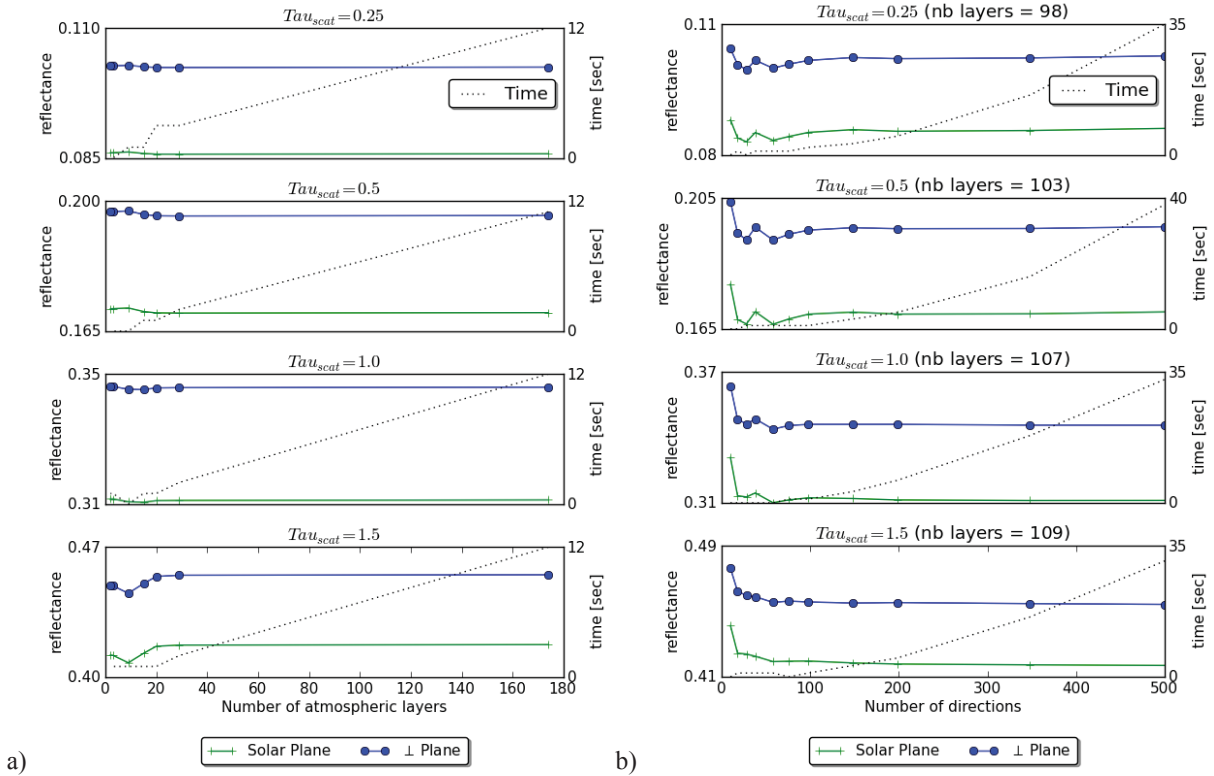 Tau_scat=0.25
0.110
0.085
reflectance
12
0
time [sec]
Time
Tau_scat=0.5
0.200
0.165
reflectance
12
0
time [sec]
Tau_scat=1.0
0.35
0.31
reflectance
12
0
time [sec]
Tau_scat=1.5
0.47
0.40
reflectance
12
0
time [sec]
0 20 40 60 80 100 120 140 160 180
Number of atmospheric layers
Solar Plane ⊥ Plane
a)
Tau_scat=0.25 (nb layers = 98)
0.11
0.08
reflectance
35
0
time [sec]
Time
Tau_scat=0.5 (nb layers = 103)
0.205
0.165
reflectance
40
0
time [sec]
Tau_scat=1.0 (nb layers = 107)
0.37
0.31
reflectance
35
0
time [sec]
Tau_scat=1.5 (nb layers = 109)
0.49
0.41
reflectance
35
0
time [sec]
0 100 200 300 400 500
Number of directions
Solar Plane ⊥ Plane
b)